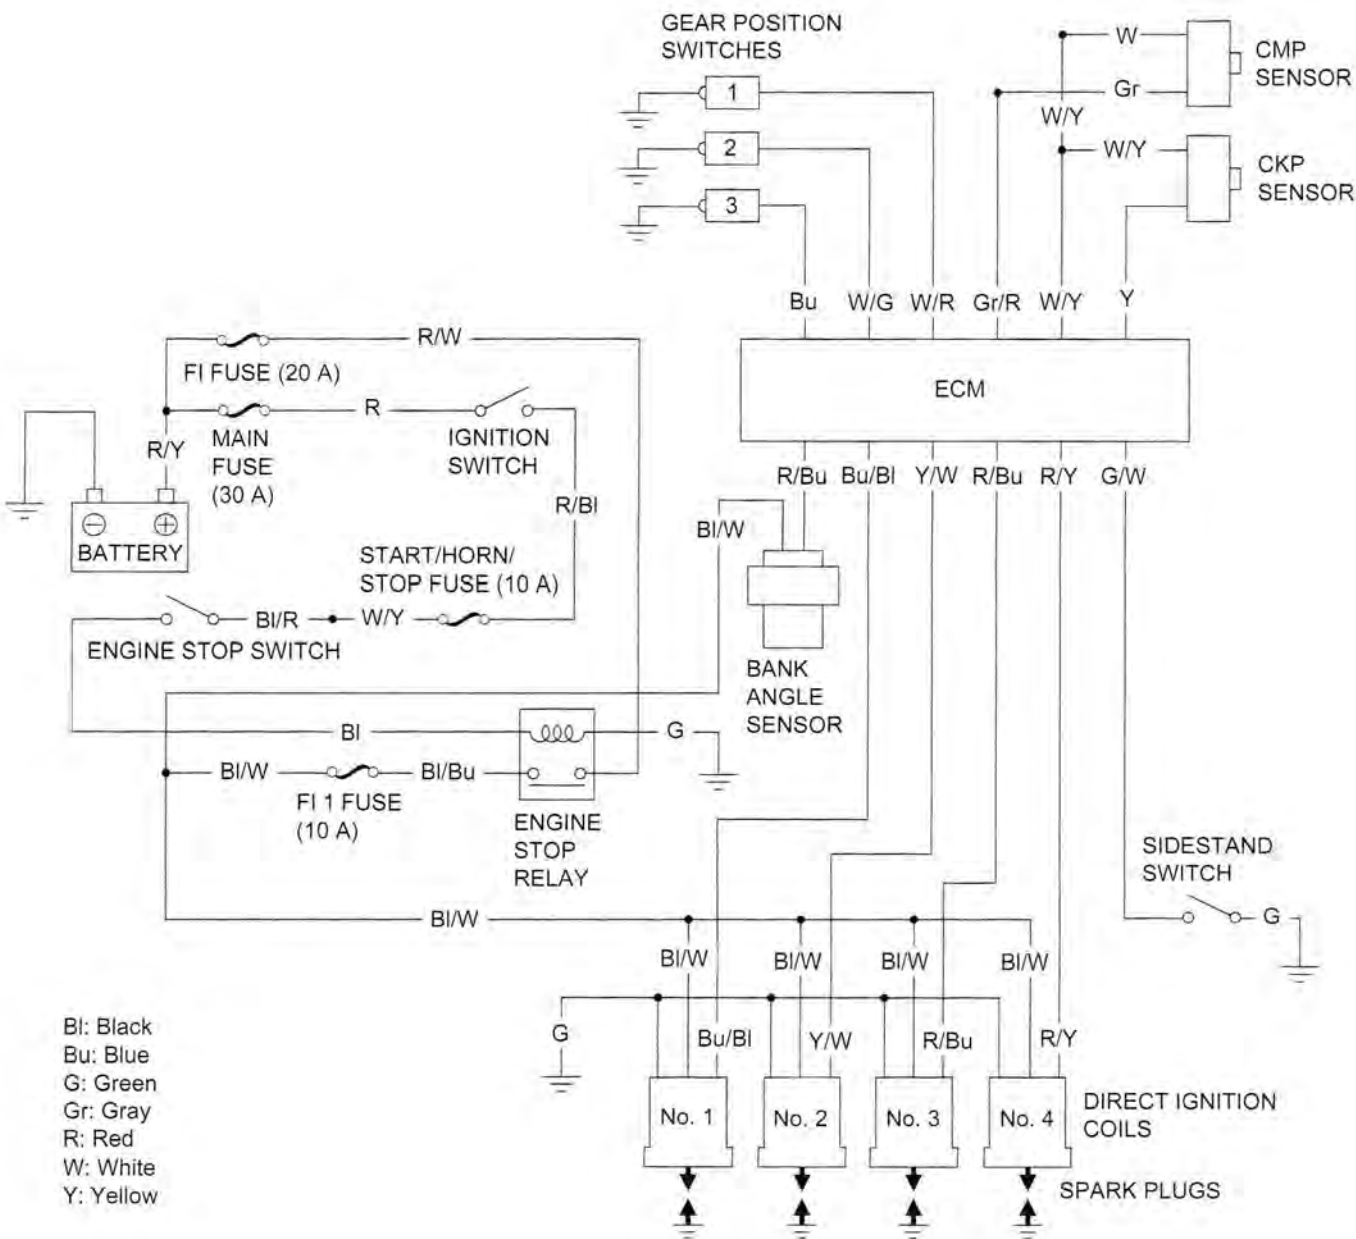 GEAR POSITION
SWITCHES
1
2
3
W
Gr
W/Y
W/Y
CMP
SENSOR
CKP
SENSOR
Bu
W/G
W/R
Gr/R
W/Y
Y
ECM
R/W
FI FUSE (20 A)
R
R/Y
MAIN
FUSE
(30 A)
IGNITION
SWITCH
R/Bl
BATTERY
START/HORN/
STOP FUSE (10 A)
Bl/R
W/Y
ENGINE STOP SWITCH
R/Bu
Bu/Bl
Y/W
R/Bu
R/Y
G/W
Bl/W
BANK
ANGLE
SENSOR
Bl
G
Bl/W
Bl/Bu
FI 1 FUSE
(10 A)
ENGINE
STOP
RELAY
SIDESTAND
SWITCH
G
Bl/W
Bl/W
Bl/W
Bl/W
Bl/W
G
Bu/Bl
Y/W
R/Bu
R/Y
No. 1
No. 2
No. 3
No. 4
DIRECT IGNITION
COILS
SPARK PLUGS
Bl: Black
Bu: Blue
G: Green
Gr: Gray
R: Red
W: White
Y: Yellow